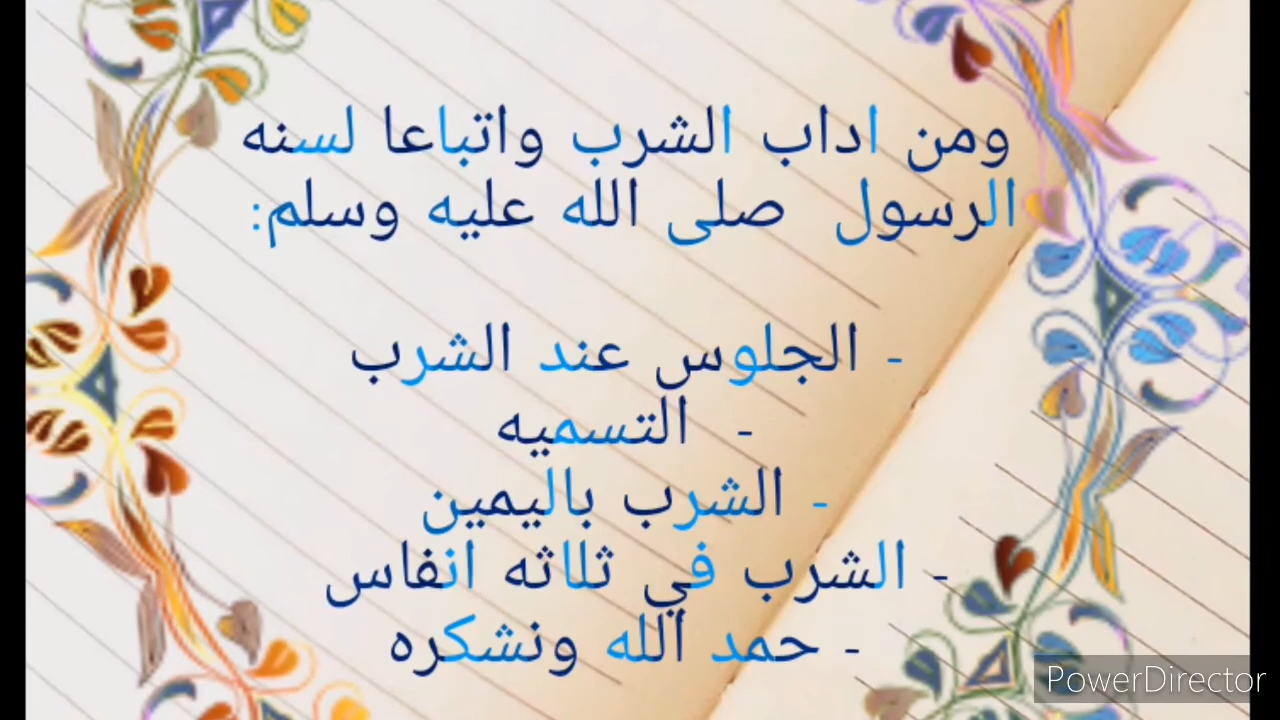 ومن اداب الشرب واتباعا لسنه
الرسول صلى الله عليه وسلم:
- الجلوس عند الشرب
- التسميه
- الشرب باليمين
- الشرب في ثلاثه انفاس
- حمد الله ونشكره
PowerDirector